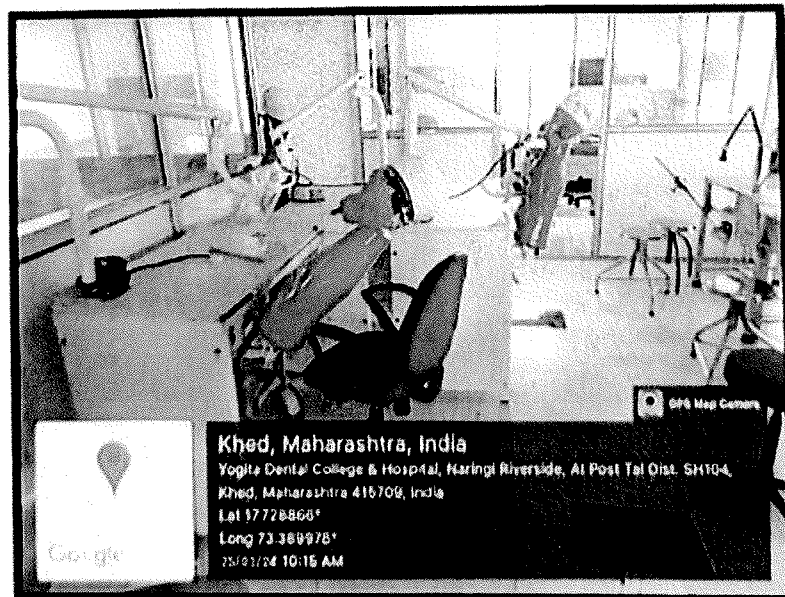 GPS Map Camera
Khed, Maharashtra, India
Yogita Dental College & Hospital, Naringi Riverside, At Post Tal Dist. SH104,
Khed, Maharashtra 415709, India
Lat 17.728866°
Long 73.389978°
10:15 AM
Google